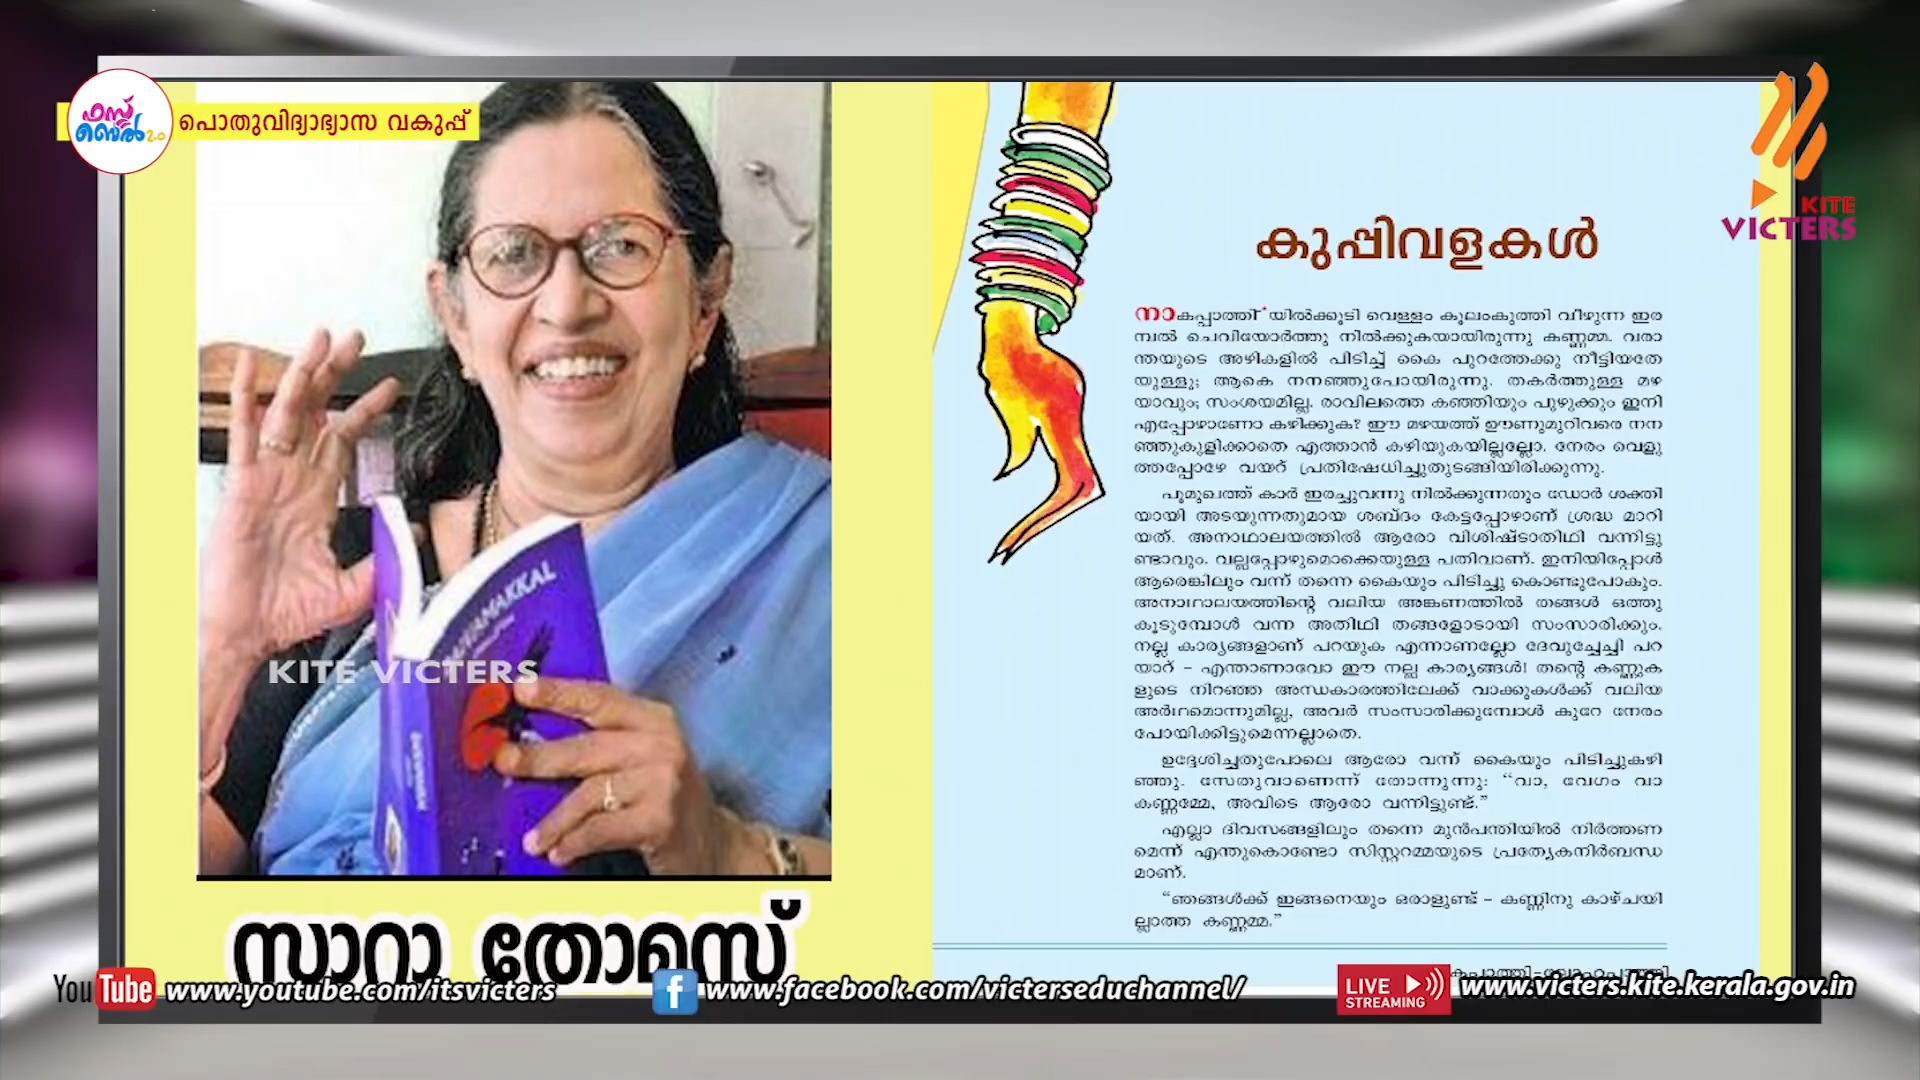 ഫസ്റ്റ് ബെൽ 2.0
പൊതുവിദ്യാഭ്യാസ വകുപ്പ്
KITE VICTERS
KITE VICTERS
സാറാ തോമസ്
കുപ്പിവളകൾ
നാകപ്പാത്തി*യിൽക്കൂടി വെള്ളം കൂലംകുത്തി വീഴുന്ന ഇര
മ്പൽ ചെവിയോർത്തു നിൽക്കുകയായിരുന്നു കണ്ണമ്മ. വരാ
ന്തയുടെ അഴികളിൽ പിടിച്ച് കൈ പുറത്തേക്കു നീട്ടിയതേ
യുള്ളു; ആകെ നനഞ്ഞുപോയിരുന്നു. തകർത്തുള്ള മഴ
യാവും; സംശയമില്ല. രാവിലത്തെ കഞ്ഞിയും പുഴുക്കും ഇനി
എപ്പോഴാണോ കഴിക്കുക? ഈ മഴയത്ത് ഊണുമുറിവരെ നന
ഞ്ഞുകുളിക്കാതെ എത്താൻ കഴിയുകയില്ലല്ലോ. നേരം വെളു
ത്തപ്പോഴേ വയറ് പ്രതിഷേധിച്ചുതുടങ്ങിയിരിക്കുന്നു.
പൂമുഖത്ത് കാർ ഇരച്ചുവന്നു നിൽക്കുന്നതും ഡോർ ശക്തി
യായി അടയുന്നതുമായ ശബ്ദം കേട്ടപ്പോഴാണ് ശ്രദ്ധ മാറി
യത്. അനാഥാലയത്തിൽ ആരോ വിശിഷ്ടാതിഥി വന്നിട്ടു
ണ്ടാവും. വല്ലപ്പോഴുമൊക്കെയുള്ള പതിവാണ്. ഇനിയിപ്പോൾ
ആരെങ്കിലും വന്ന് തന്നെ കൈയും പിടിച്ചു കൊണ്ടുപോകും.
അനാഥാലയത്തിന്റെ വലിയ അങ്കണത്തിൽ തങ്ങൾ ഒത്തു
കൂടുമ്പോൾ വന്ന അതിഥി തങ്ങളോടായി സംസാരിക്കും.
നല്ല കാര്യങ്ങളാണ് പറയുക എന്നാണല്ലോ ദേവുച്ചേച്ചി പറ
യാറ് – എന്താണാവോ ഈ നല്ല കാര്യങ്ങൾ! തന്റെ കണ്ണുക
ളുടെ നിറഞ്ഞ അന്ധകാരത്തിലേക്ക് വാക്കുകൾക്ക് വലിയ
അർഥമൊന്നുമില്ല, അവർ സംസാരിക്കുമ്പോൾ കുറേ നേരം
പോയിക്കിട്ടുമെന്നല്ലാതെ.
ഉദ്ദേശിച്ചതുപോലെ ആരോ വന്ന് കൈയും പിടിച്ചുകഴി
ഞ്ഞു. സേതുവാണെന്ന് തോന്നുന്നു: “വാ, വേഗം വാ
കണ്ണമ്മേ, അവിടെ ആരോ വന്നിട്ടുണ്ട്.”
എല്ലാ ദിവസങ്ങളിലും തന്നെ മുൻപന്തിയിൽ നിർത്തണ
മെന്ന് എന്തുകൊണ്ടോ സിസ്റ്ററമ്മയുടെ പ്രത്യേകനിർബന്ധ
മാണ്.
“ഞങ്ങൾക്ക് ഇങ്ങനെയും ഒരാളുണ്ട് – കണ്ണിനു കാഴ്ചയി
ല്ലാത്ത കണ്ണമ്മ.”
YouTube www.youtube.com/itsvicters
f www.facebook.com/victerseduchannel/
LIVE STREAMING www.victers.kite.kerala.gov.in